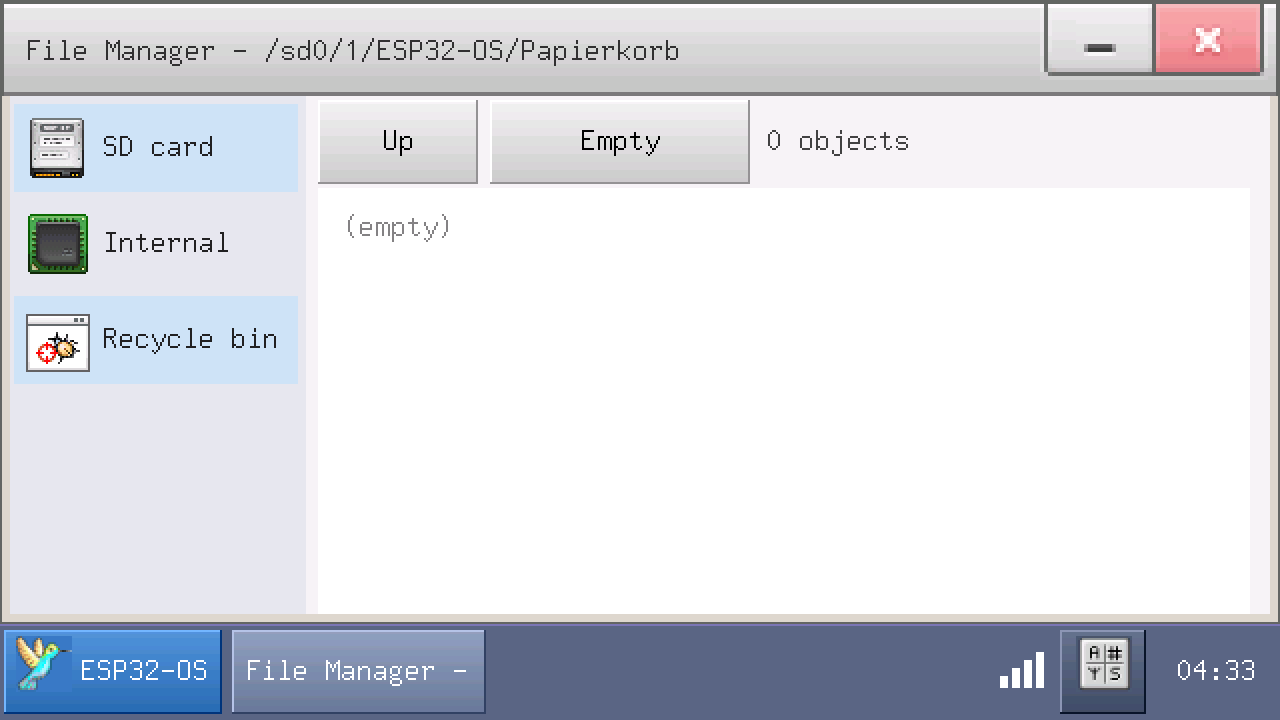 File Manager - /sd0/1/ESP32-OS/Papierkorb
Up
Empty
0 objects
SD card
Internal
Recycle bin
(empty)
ESP32-OS
File Manager -
A #
Y S
04:33